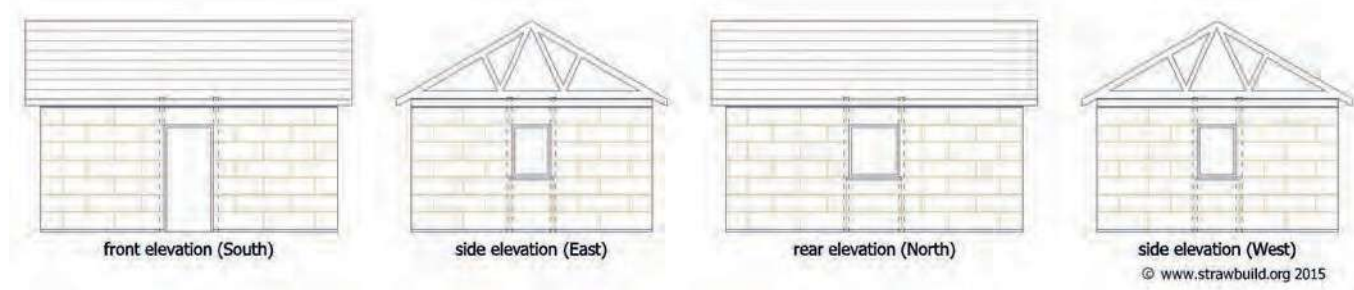 front elevation (South)
side elevation (East)
rear elevation (North)
side elevation (West)
© www.strawbuild.org 2015